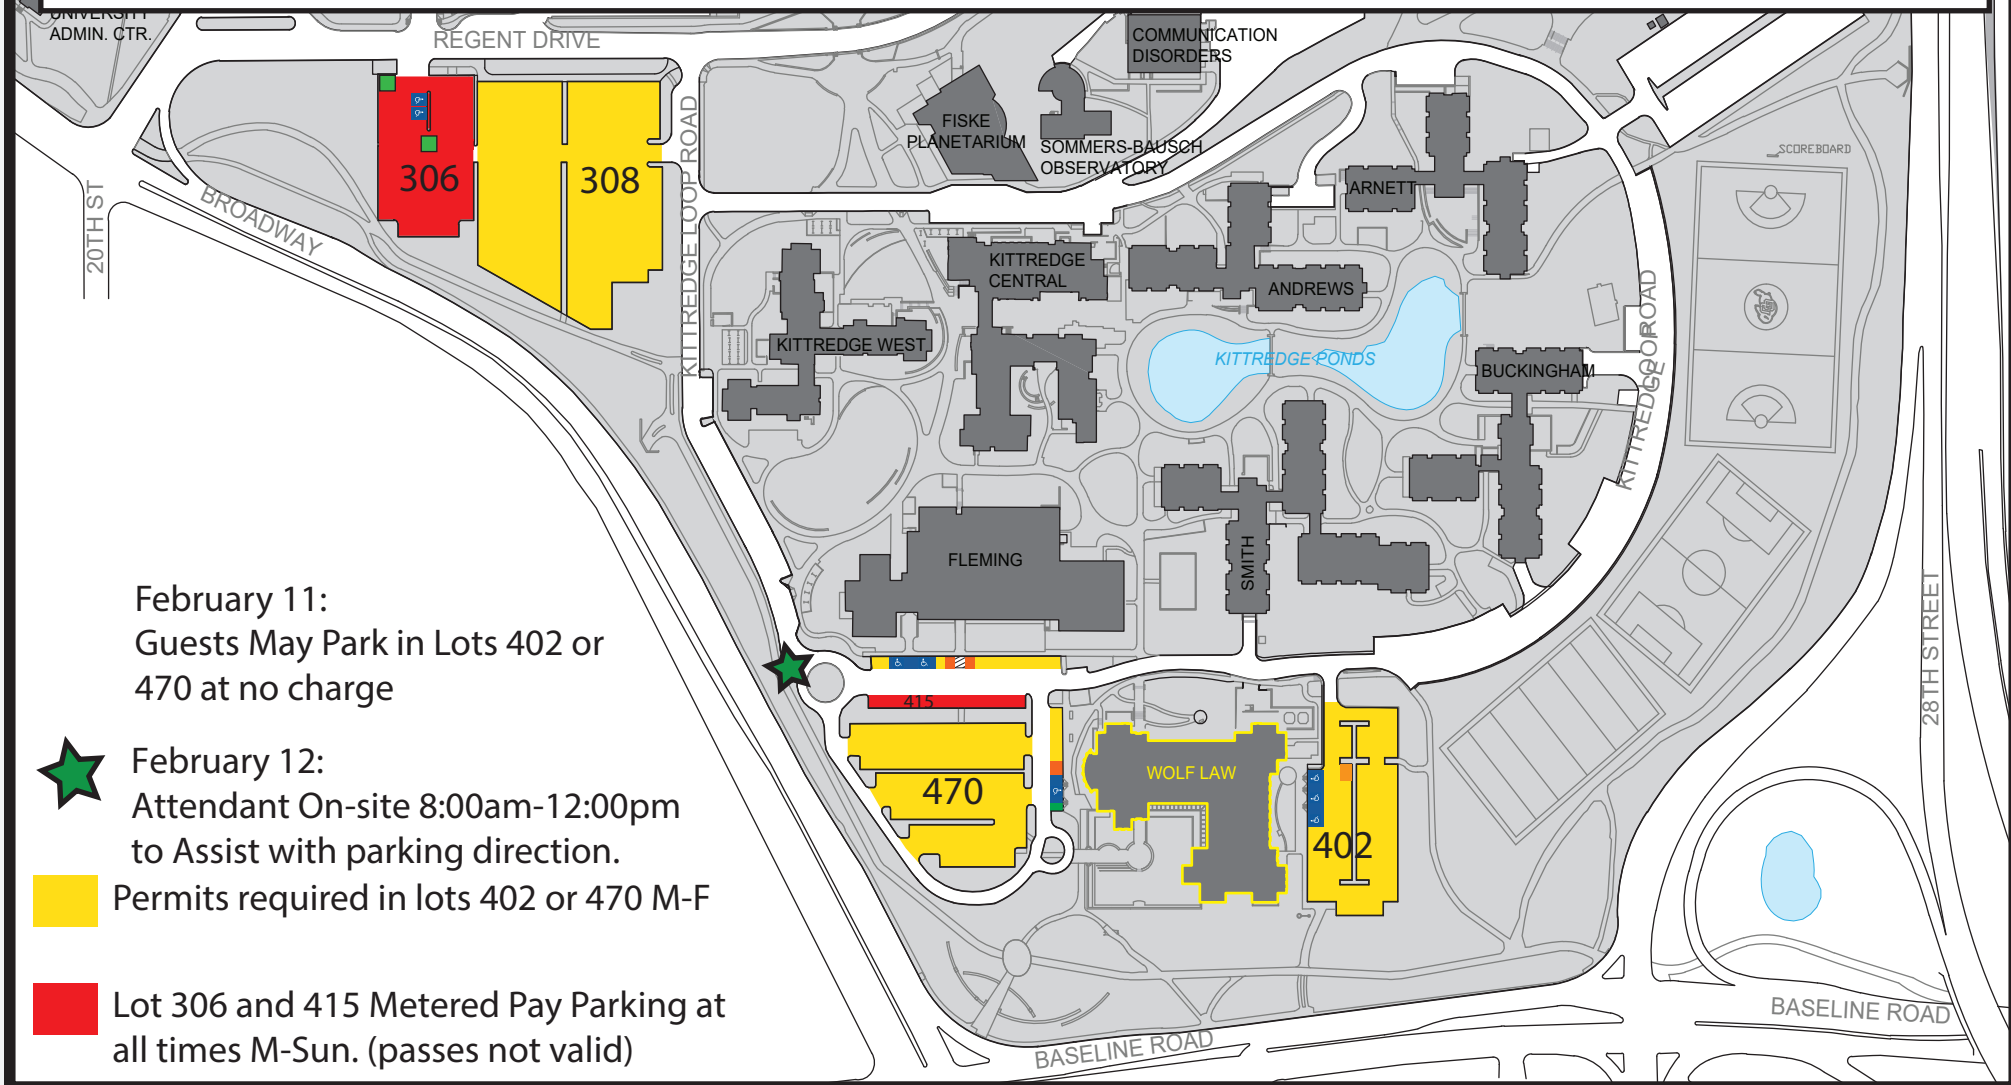 UNIVERSITY
ADMIN. CTR.
REGENT DRIVE
COMMUNICATION
DISORDERS
FISKE
PLANETARIUM
SOMMERS-BAUSCH
OBSERVATORY
SCOREBOARD
306
308
KITTREDGE LOOP ROAD
ARNETT
20TH ST
BROADWAY
KITTREDGE
CENTRAL
ANDREWS
KITTREDGE WEST
KITTREDGE PONDS
BUCKINGHAM
KITTREDGE LOOP ROAD
FLEMING
SMITH
28TH STREET
February 11:
Guests May Park in Lots 402 or
470 at no charge
415
February 12:
Attendant On-site 8:00am-12:00pm
to Assist with parking direction.
470
WOLF LAW
402
Permits required in lots 402 or 470 M-F
Lot 306 and 415 Metered Pay Parking at
all times M-Sun. (passes not valid)
BASELINE ROAD
BASELINE ROAD